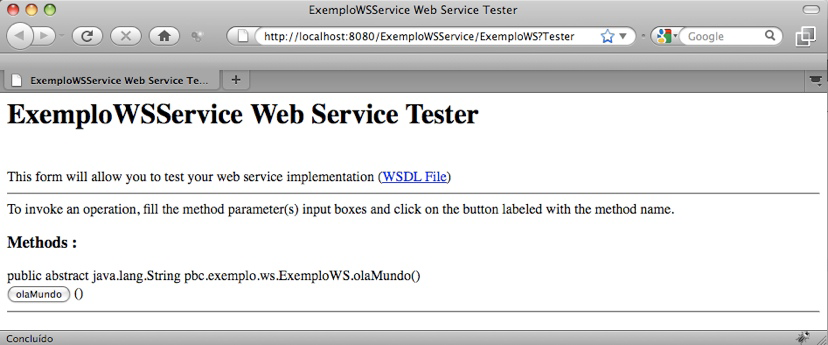 ExemploWSService Web Service Tester
http://localhost:8080/ExemploWSService/ExemploWS?Tester
Google
ExemploWSService Web Service Te...
ExemploWSService Web Service Tester
This form will allow you to test your web service implementation (WSDL File)
To invoke an operation, fill the method parameter(s) input boxes and click on the button labeled with the method name.
Methods :
public abstract java.lang.String pbc.exemplo.ws.ExemploWS.olaMundo()
olaMundo ()
Concluído